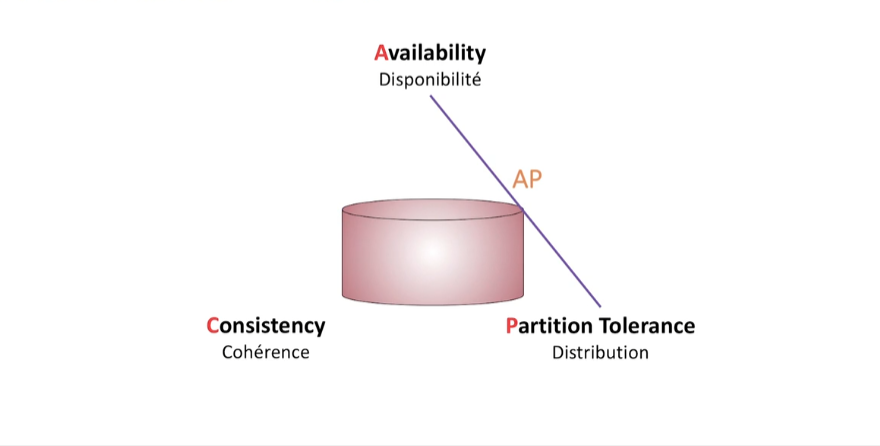 Availability
Disponibilité
AP
Consistency
Cohérence
Partition Tolerance
Distribution